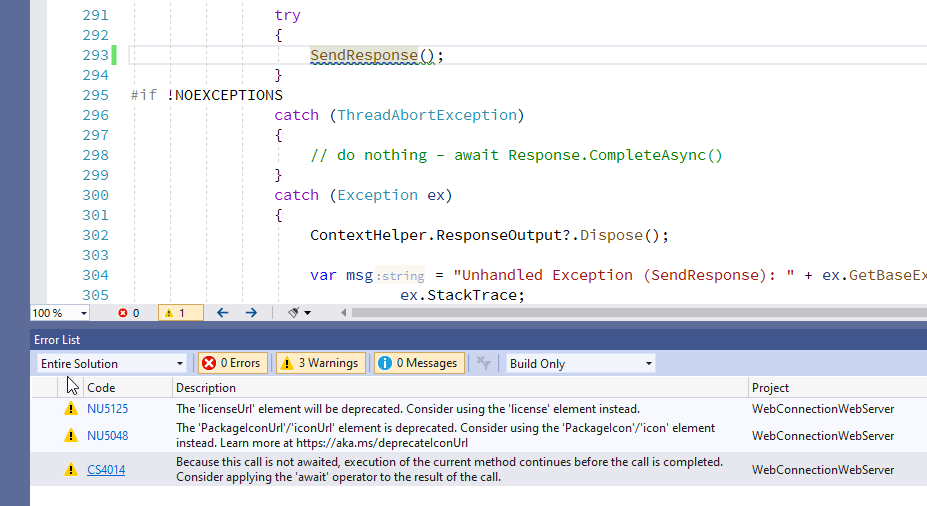 291 try
292 {
293 SendResponse();
294 }
295 #if !NOEXCEPTIONS
296 catch (ThreadAbortException)
297 {
298 // do nothing – await Response.CompleteAsync()
299 }
300 catch (Exception ex)
301 {
302 ContextHelper.ResponseOutput?.Dispose();
303
304 var msg:string = "Unhandled Exception (SendResponse): " + ex.GetBaseEx
305 ex.StackTrace;
100 % 0 1
Error List
Entire Solution 0 Errors 3 Warnings 0 Messages Build Only
Code Description Project
NU5125 The 'licenseUrl' element will be deprecated. Consider using the 'license' element instead. WebConnectionWebServer
NU5048 The 'PackageIconUrl'/'iconUrl' element is deprecated. Consider using the 'PackageIcon'/'icon' element
instead. Learn more at https://aka.ms/deprecateIconUrl WebConnectionWebServer
CS4014 Because this call is not awaited, execution of the current method continues before the call is completed.
Consider applying the 'await' operator to the result of the call. WebConnectionWebServer